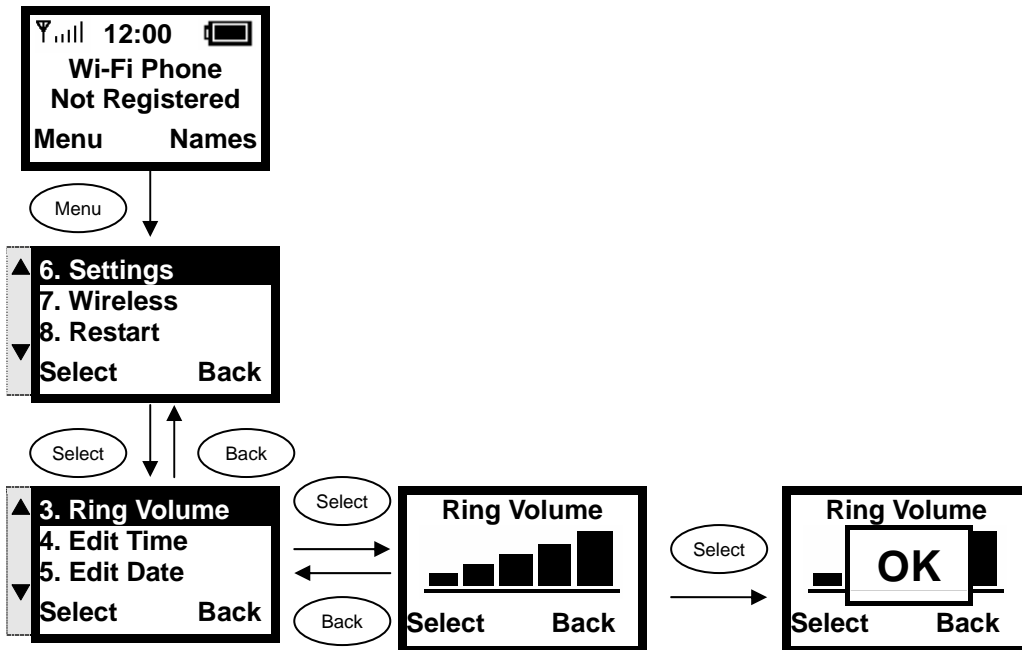 12:00
Wi-Fi Phone
Not Registered
Menu Names
Menu
6. Settings
7. Wireless
8. Restart
Select Back
Select Back
3. Ring Volume
4. Edit Time
5. Edit Date
Select Back
Select
Back
Ring Volume
Select Back
Select
Ring Volume
OK
Select Back